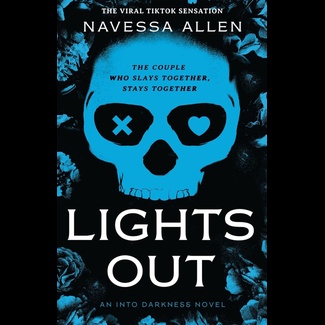 THE VIRAL TIKTOK SENSATION
NAVESSA ALLEN
THE COUPLE
WHO SLAYS TOGETHER,
STAYS TOGETHER
LIGHTS
OUT
AN INTO DARKNESS NOVEL